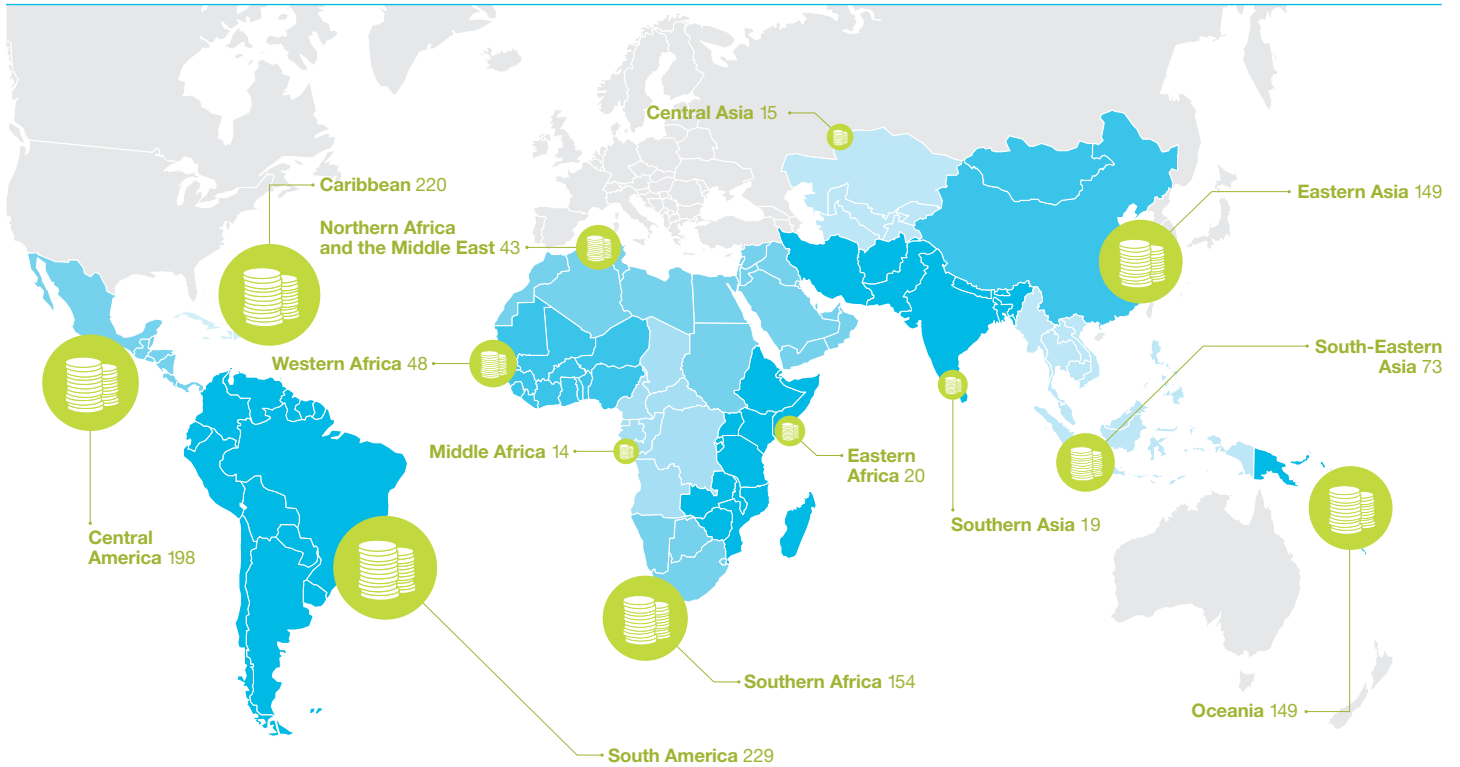 Central Asia 15
Caribbean 220
Eastern Asia 149
Northern Africa
and the Middle East 43
South-Eastern
Asia 73
Western Africa 48
Middle Africa 14
Eastern
Africa 20
Southern Asia 19
Central
America 198
Southern Africa 154
Oceania 149
South America 229